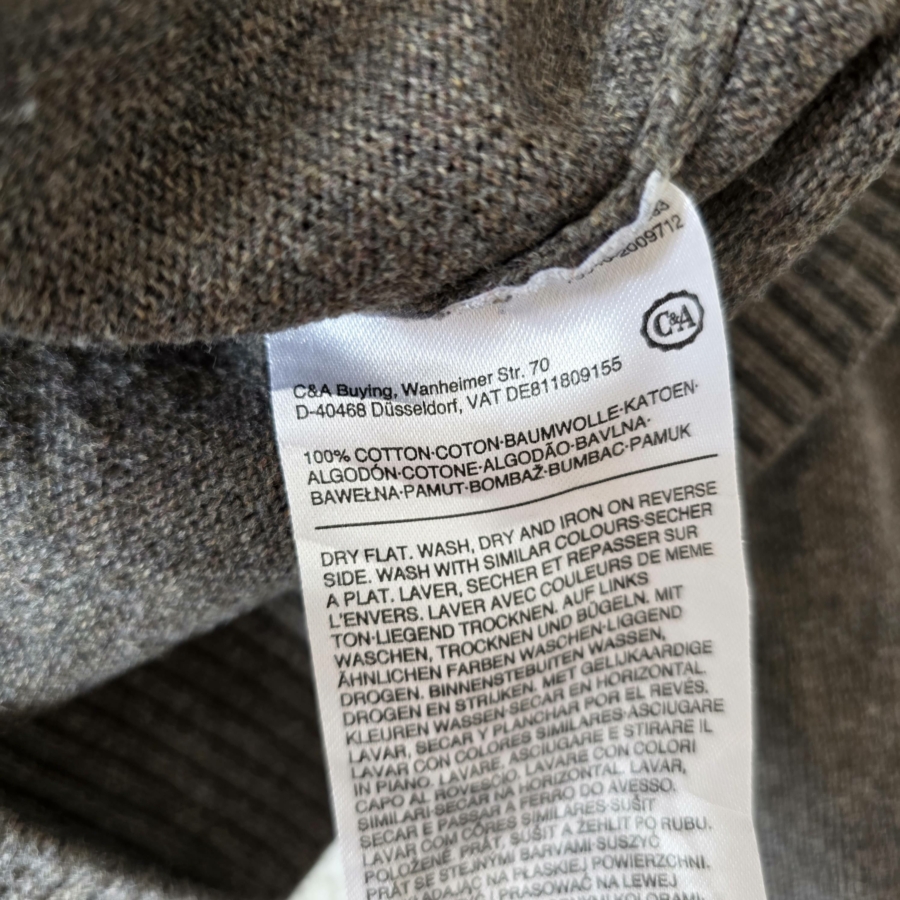 2609712
C&A
C&A Buying, Wanheimer Str. 70
D-40468 Düsseldorf, VAT DE811809155
100% COTTON·COTON·BAUMWOLLE·KATOEN·
ALGODÓN·COTONE·ALGODÃO·BAVLNA·
BAWEŁNA·PAMUT·BOMBAŽ·BUMBAC·PAMUK
DRY FLAT. WASH, DRY AND IRON ON REVERSE
SIDE. WASH WITH SIMILAR COLOURS·SECHER
A PLAT. LAVER, SECHER ET REPASSER SUR
L'ENVERS. LAVER AVEC COULEURS DE MEME
TON·LIEGEND TROCKNEN. AUF LINKS
WASCHEN, TROCKNEN UND BÜGELN. MIT
ÄHNLICHEN FARBEN WASCHEN·LIGGEND
DROGEN. BINNENSTEBUITEN WASSEN,
DROGEN EN STRIJKEN. MET GELIJKAARDIGE
KLEUREN WASSEN·SECAR EN HORIZONTAL.
LAVAR, SECAR Y PLANCHAR POR EL REVÉS.
LAVAR CON COLORES SIMILARES·ASCIUGARE
IN PIANO. LAVARE, ASCIUGARE E STIRARE IL
CAPO AL ROVESCIO. LAVARE CON COLORI
SIMILARI·SECAR NA HORIZONTAL. LAVAR,
SECAR E PASSAR A FERRO DO AVESSO.
LAVAR COM CÔRES SIMILARES·SUŠIT
POLOŽENÉ. PRÁT, SUŠIT A ŽEHLIT PO RUBU.
PRÁT SE STEJNÝMI BARVAMI·SUSZYĆ
NA PŁASKIEJ POWIERZCHNI.
PRASOWAĆ NA LEWEJ
KOLORAMI·